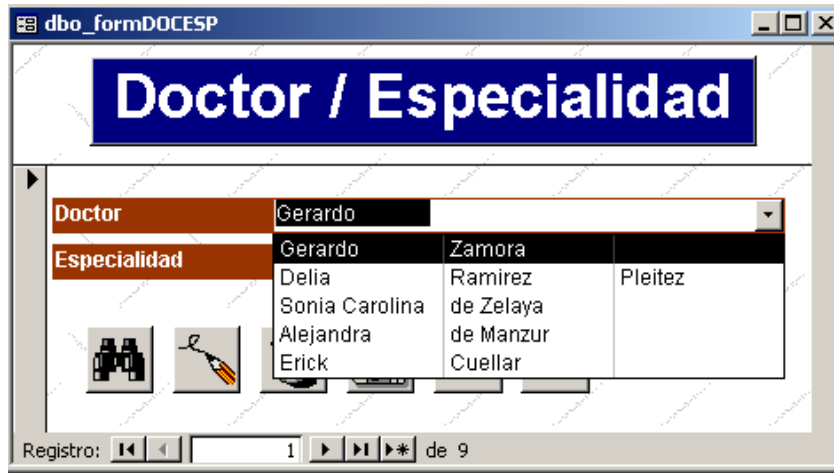 dbo_formDOCESP
Doctor / Especialidad
Doctor Gerardo
Especialidad
Gerardo Zamora
Delia Ramirez Pleitez
Sonia Carolina de Zelaya
Alejandra de Manzur
Erick Cuellar
Registro: 1 de 9